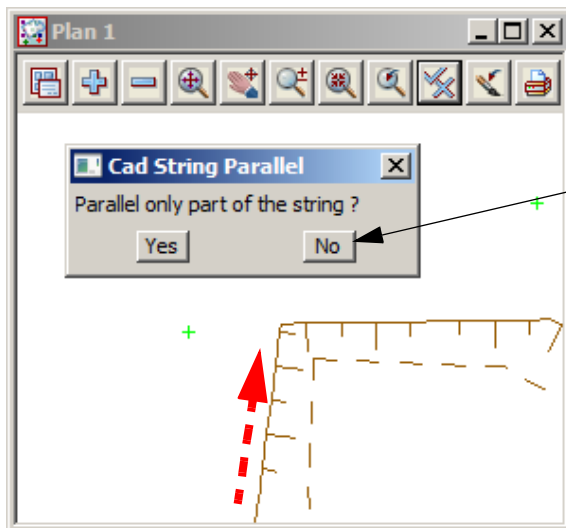 Plan 1
Cad String Parallel
Parallel only part of the string ?
Yes No